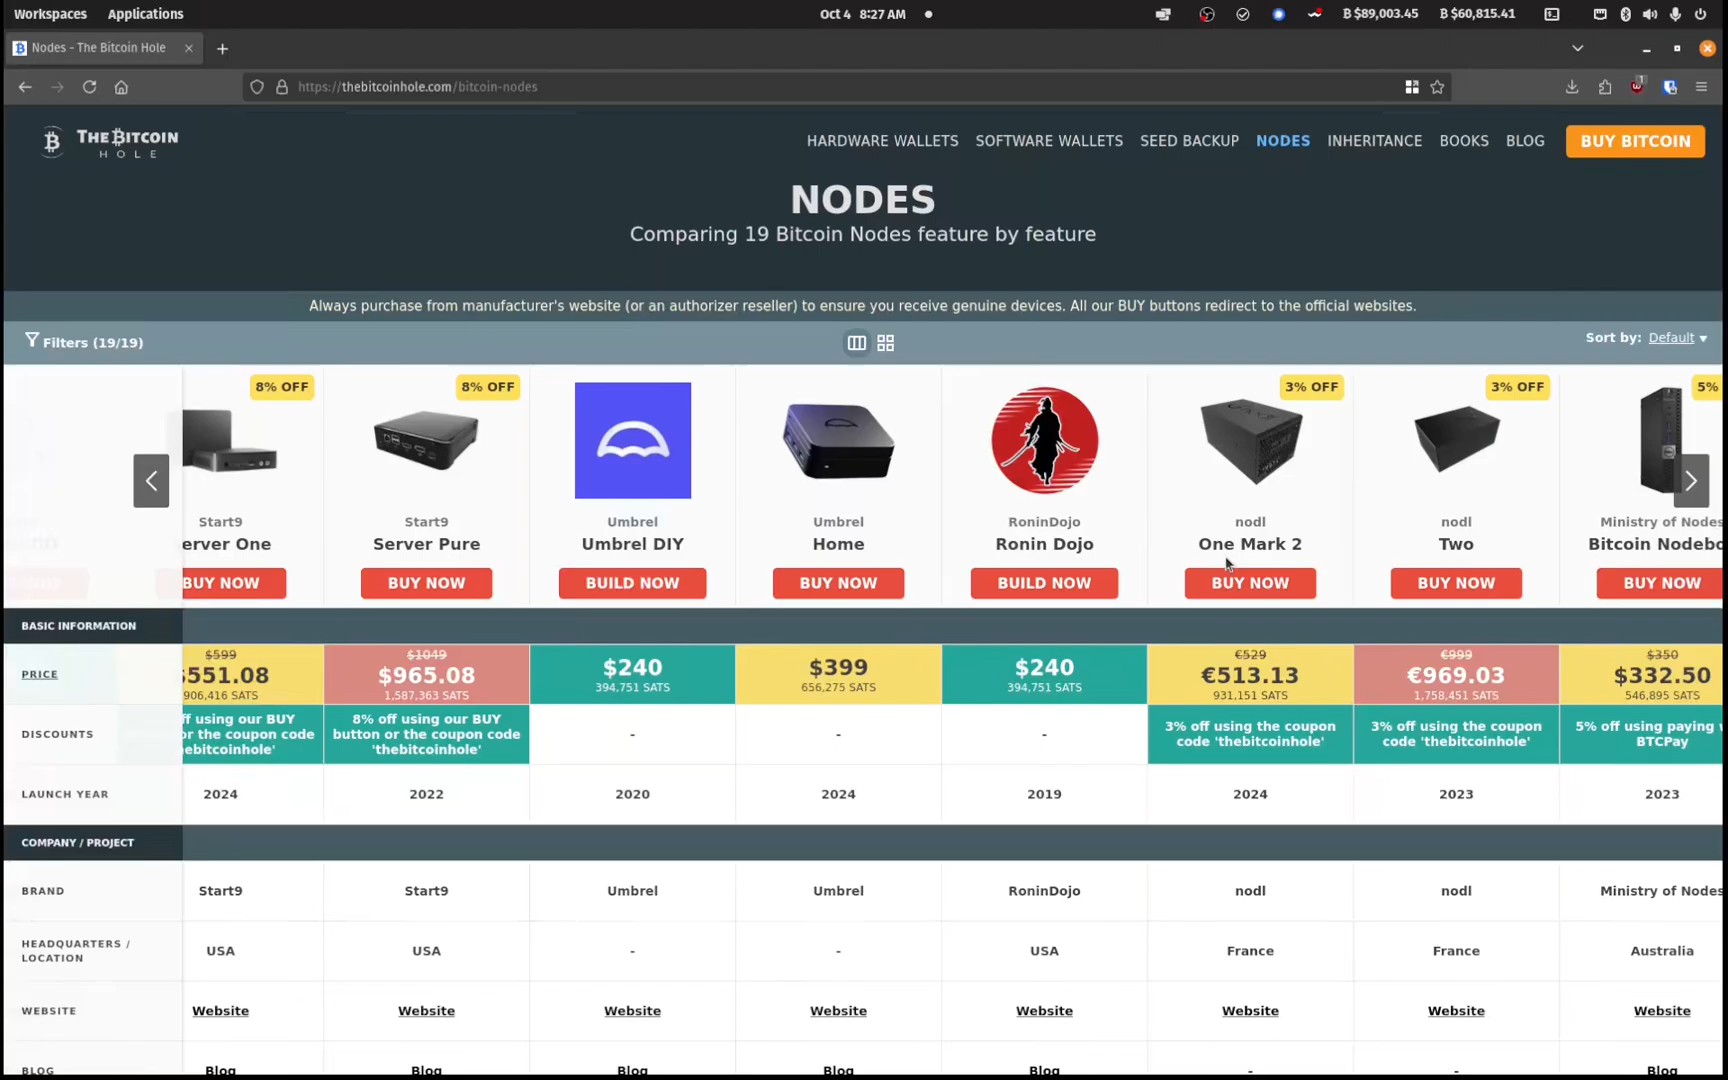 Workspaces Applications Oct 4 8:27 AM ₿ $89,003.45 ₿ $60,815.41
Nodes - The Bitcoin Hole
https://thebitcoinhole.com/bitcoin-nodes
1
THE BITCOIN
HOLE
HARDWARE WALLETS SOFTWARE WALLETS SEED BACKUP NODES INHERITANCE BOOKS BLOG BUY BITCOIN
NODES
Comparing 19 Bitcoin Nodes feature by feature
Always purchase from manufacturer's website (or an authorizer reseller) to ensure you receive genuine devices. All our BUY buttons redirect to the official websites.
Filters (19/19) Sort by: Default
8% OFF 8% OFF 3% OFF 3% OFF 5%
Start9 Start9 Umbrel Umbrel RoninDojo nodl nodl Ministry of Nodes
erver One Server Pure Umbrel DIY Home Ronin Dojo One Mark 2 Two Bitcoin Nodebo
BUY NOW BUY NOW BUILD NOW BUY NOW BUILD NOW BUY NOW BUY NOW BUY NOW
BASIC INFORMATION
$599 $1049 €529 €999 $350
PRICE $551.08 $965.08 $240 $399 $240 €513.13 €969.03 $332.50
906,416 SATS 1,587,363 SATS 394,751 SATS 656,275 SATS 394,751 SATS 931,151 SATS 1,758,451 SATS 546,895 SATS
DISCOUNTS
ff using our BUY
or the coupon code
ebitcoinhole'
8% off using our BUY
button or the coupon code
'thebitcoinhole'
-
-
-
3% off using the coupon
code 'thebitcoinhole'
3% off using the coupon
code 'thebitcoinhole'
5% off using paying
BTCPay
LAUNCH YEAR 2024 2022 2020 2024 2019 2024 2023 2023
COMPANY / PROJECT
BRAND Start9 Start9 Umbrel Umbrel RoninDojo nodl nodl Ministry of Nodes
HEADQUARTERS /
LOCATION
USA USA - - USA France France Australia
WEBSITE Website Website Website Website Website Website Website Website
BLOG Blog Blog Blog Blog Blog - - Blog